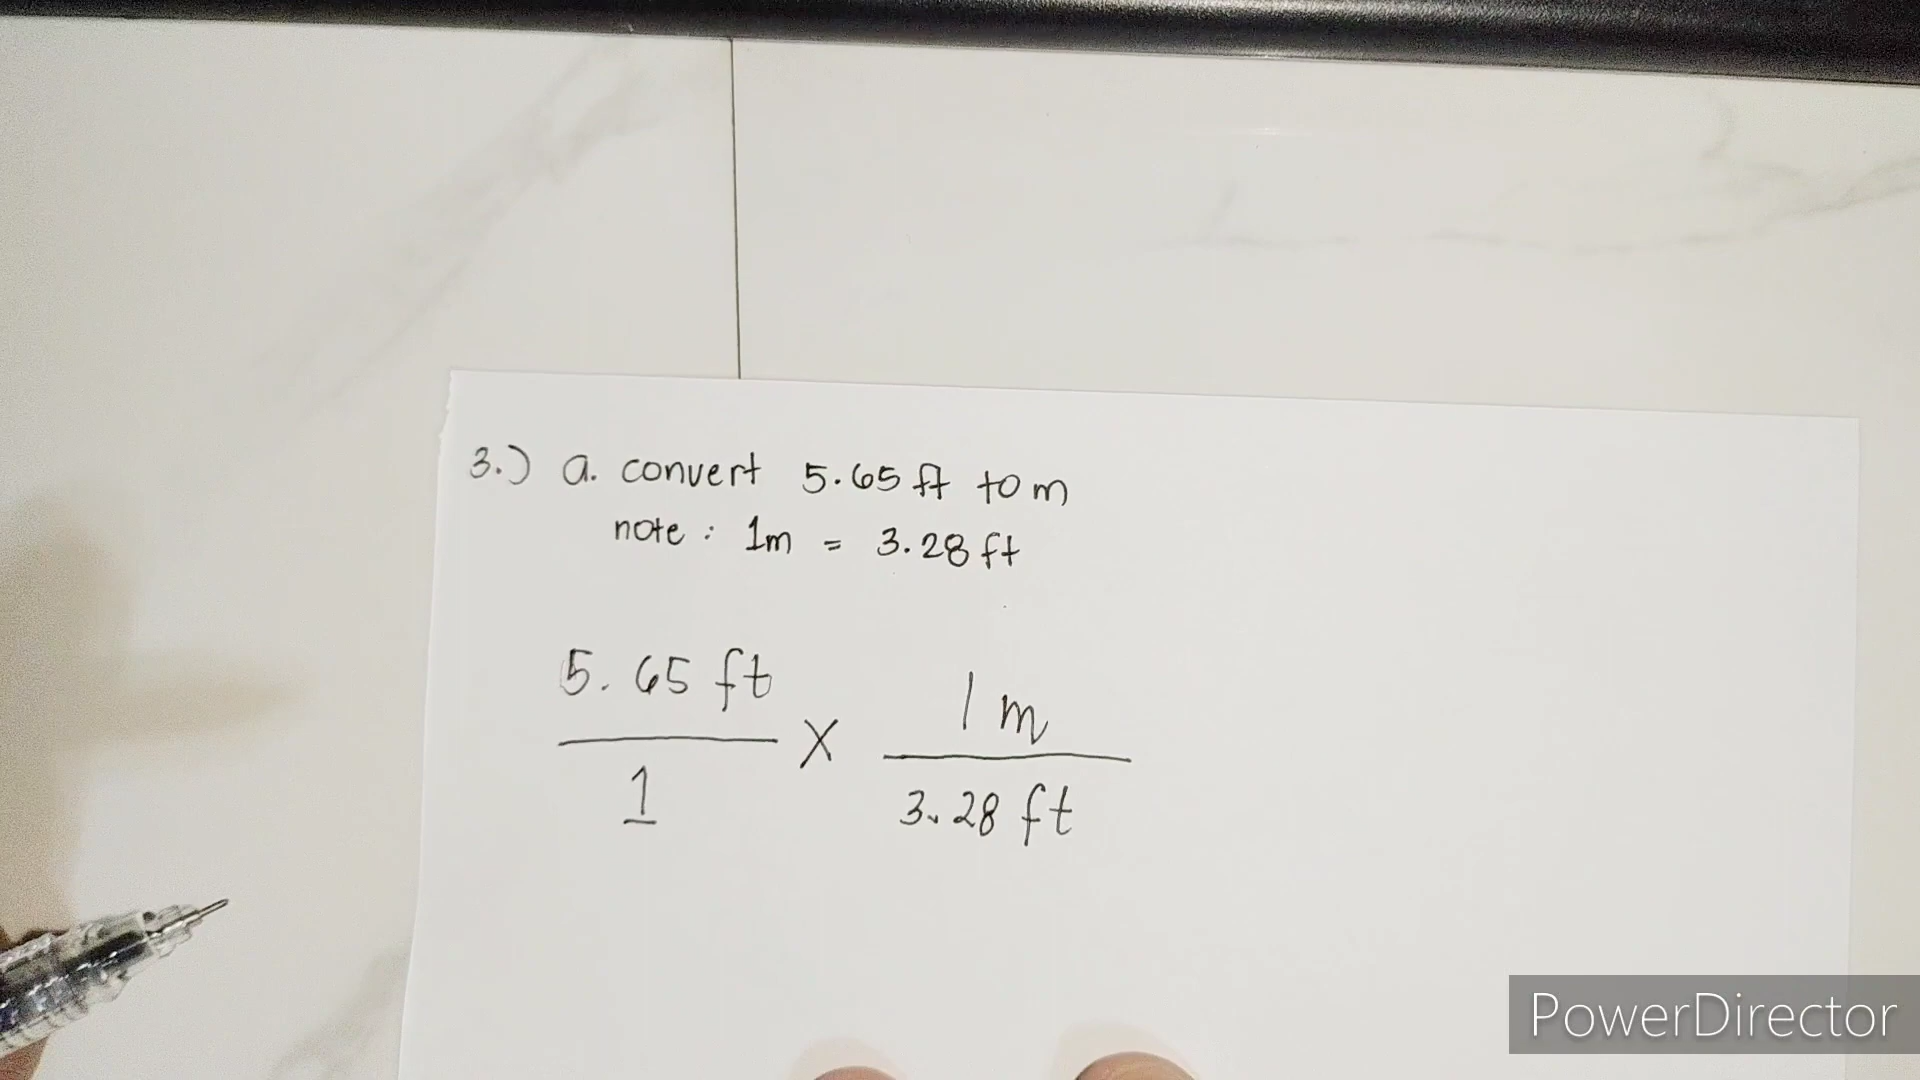 3.) a. convert 5.65 ft to m
note : 1m = 3.28 ft
5.65 ft
1
X
1 m
3.28 ft
PowerDirector